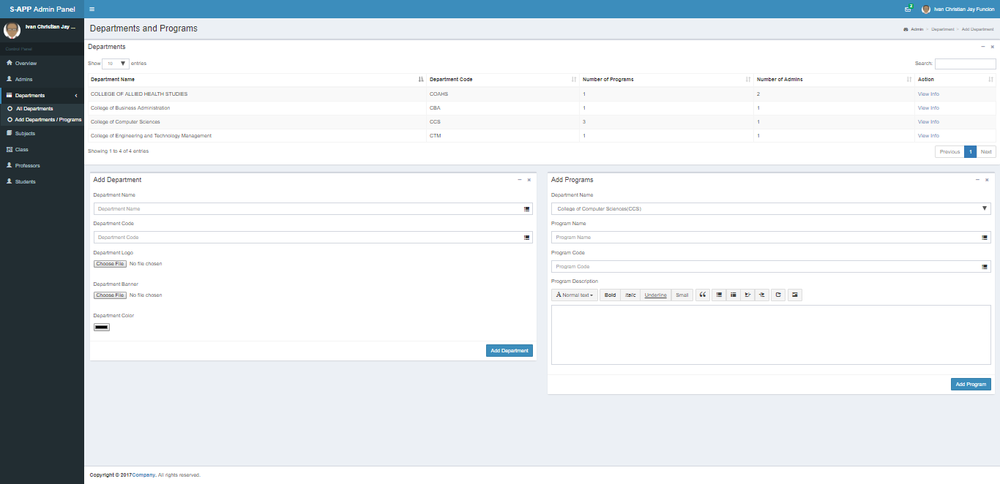 S-APP Admin Panel
2
Ivan Christian Jay Funcion
Ivan Christian Jay ...
Departments and Programs
Admin > Department > Add Department
Control Panel
Overview
Admins
Departments
All Departments
Add Departments / Programs
Subjects
Class
Professors
Students
Departments
Show 10 entries
Search:
Department Name Department Code Number of Programs Number of Admins Action
COLLEGE OF ALLIED HEALTH STUDIES COAHS 1 2 View Info
College of Business Administration CBA 1 1 View Info
College of Computer Sciences CCS 3 1 View Info
College of Engineering and Technology Management CTM 1 1 View Info
Showing 1 to 4 of 4 entries
Previous 1 Next
Add Department
Department Name
Department Name
Department Code
Department Code
Department Logo
Choose File No file chosen
Department Banner
Choose File No file chosen
Department Color
Add Department
Add Programs
Department Name
College of Computer Sciences(CCS)
Program Name
Program Name
Program Code
Program Code
Program Description
A Normal text Bold Italic Underline Small
Add Program
Copyright © 2017Company. All rights reserved.